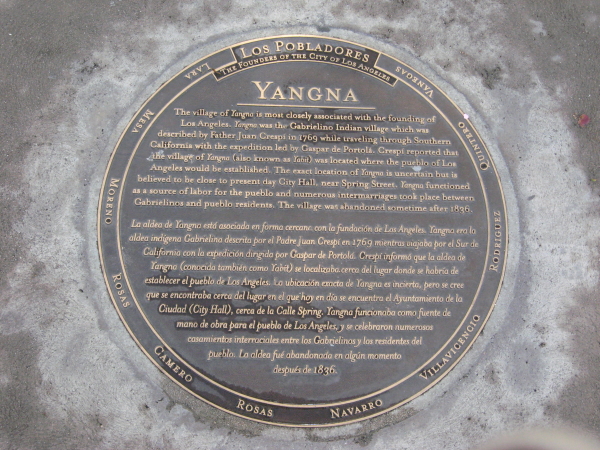 LOS POBLADORES
THE FOUNDERS OF THE CITY OF LOS ANGELES
YANGNA
The village of Yangna is most closely associated with the founding of
Los Angeles. Yangna was the Gabrielino Indian village which was
described by Father Juan Crespi in 1769 while traveling through Southern
California with the expedition led by Gaspar de Portola. Crespi reported that
the village of Yangna (also known as Yabit) was located where the pueblo of Los
Angeles would be established. The exact location of Yangna is uncertain but is
believed to be close to present day City Hall, near Spring Street. Yangna functioned
as a source of labor for the pueblo and numerous intermarriages took place between
Gabrielinos and pueblo residents. The village was abandoned sometime after 1836.
La aldea de Yangna está asociada en forma cercana con la fundación de Los Angeles. Yangna era la
aldea indígena Gabrielina descrita por el Padre Juan Crespi en 1769 mientras viajaba por el Sur de
California con la expedición dirigida por Gaspar de Portola. Crespi informó que la aldea de
Yangna (conocida también como Yabit) se localizaba cerca del lugar donde se habría de
establecer el pueblo de Los Angeles. La ubicación exacta de Yangna es incierta, pero se cree
que se encontraba cerca del lugar en el que hoy en día se encuentra el Ayuntamiento de la
Ciudad (City Hall), cerca de la Calle Spring. Yangna funcionaba como fuente de
mano de obra para el pueblo de Los Angeles, y se celebraron numerosos
casamientos interraciales entre los Gabrielinos y los residentes del
pueblo. La aldea fué abandonada en algún momento
después de 1836.
VANEGAS
QUINTERO
RODRIGUEZ
VILLAVICENCIO
NAVARRO
ROSAS
CAMERO
ROSAS
MORENO
MESA
LARA